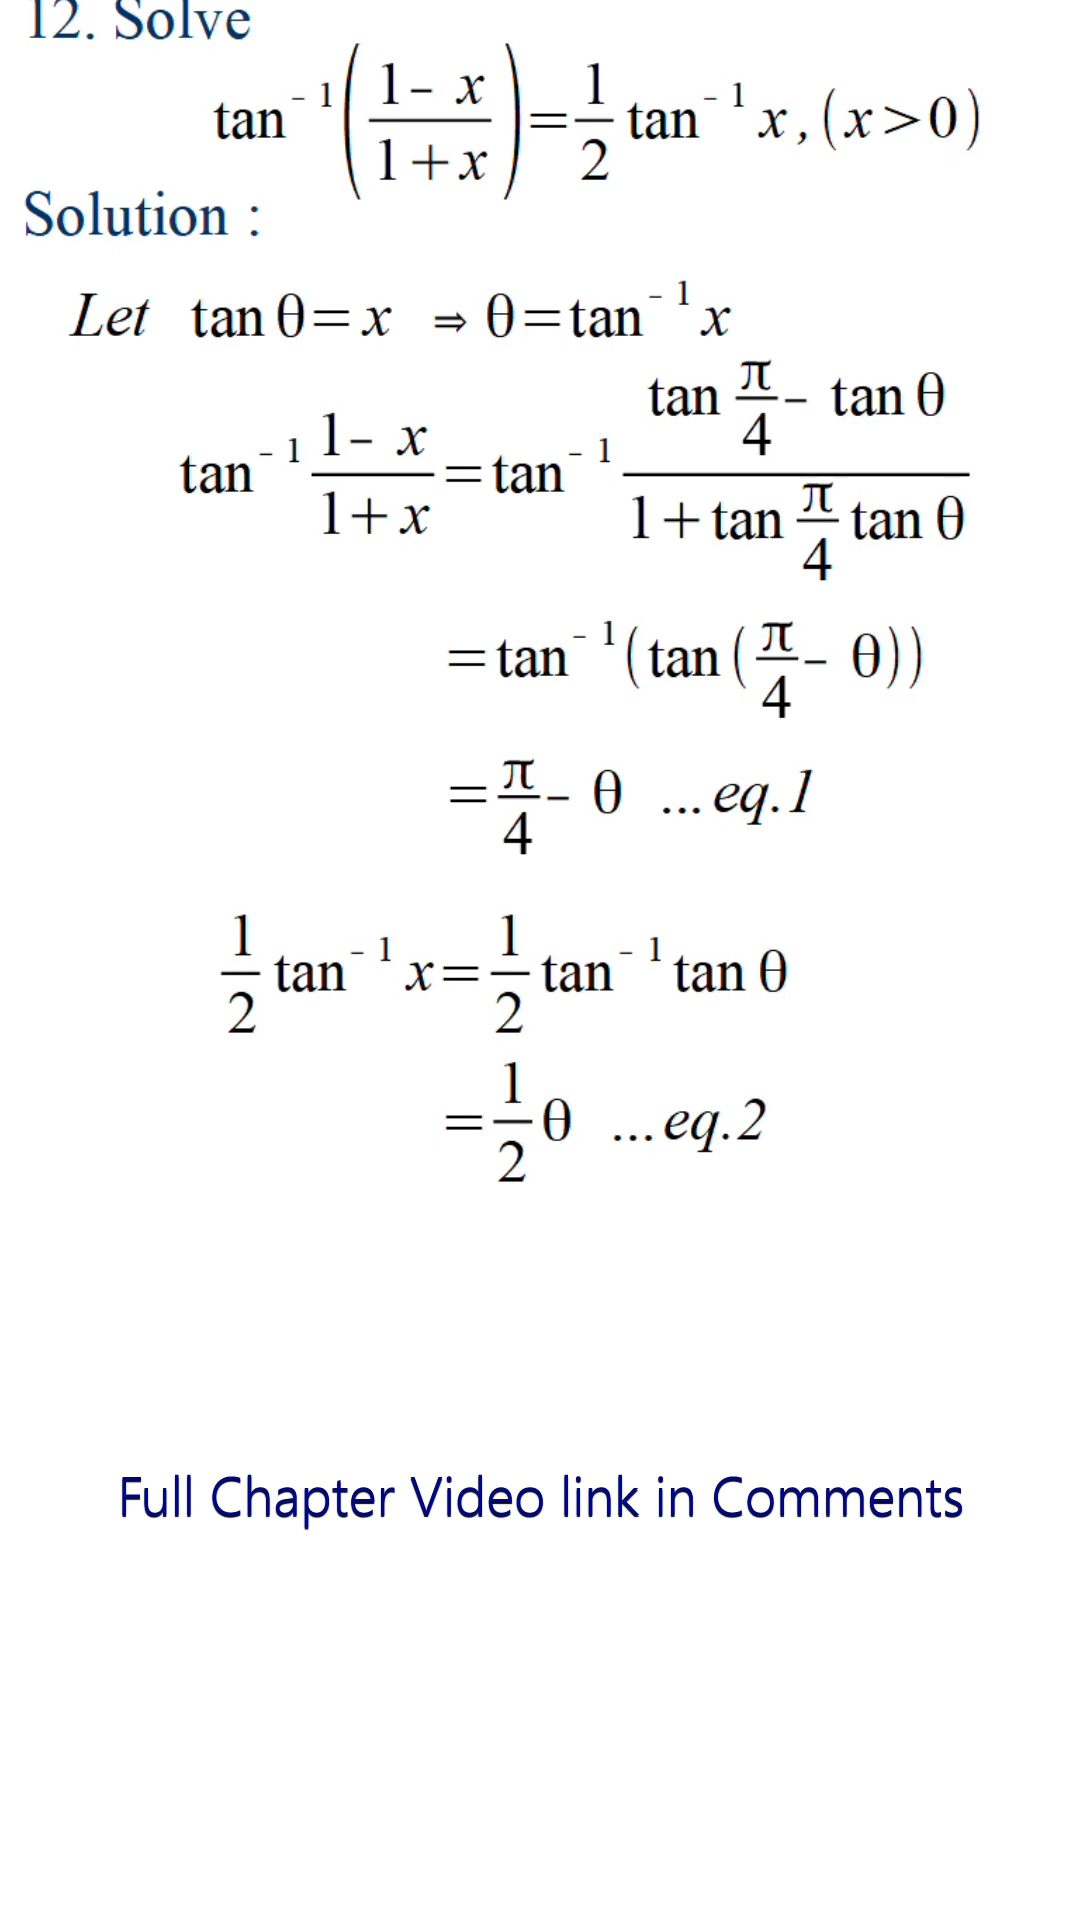 12. Solve
tan⁻¹((1- x)/(1+x))=1/2 tan⁻¹ x, (x>0)
Solution :
Let tan θ=x ⇒ θ=tan⁻¹ x
tan⁻¹ (1- x)/(1+x)=tan⁻¹ (tan π/4 - tan θ)/(1+tan π/4 tan θ)
=tan⁻¹(tan(π/4 - θ))
=π/4 - θ ...eq.1
1/2 tan⁻¹ x=1/2 tan⁻¹ tan θ
=1/2 θ ...eq.2
Full Chapter Video link in Comments